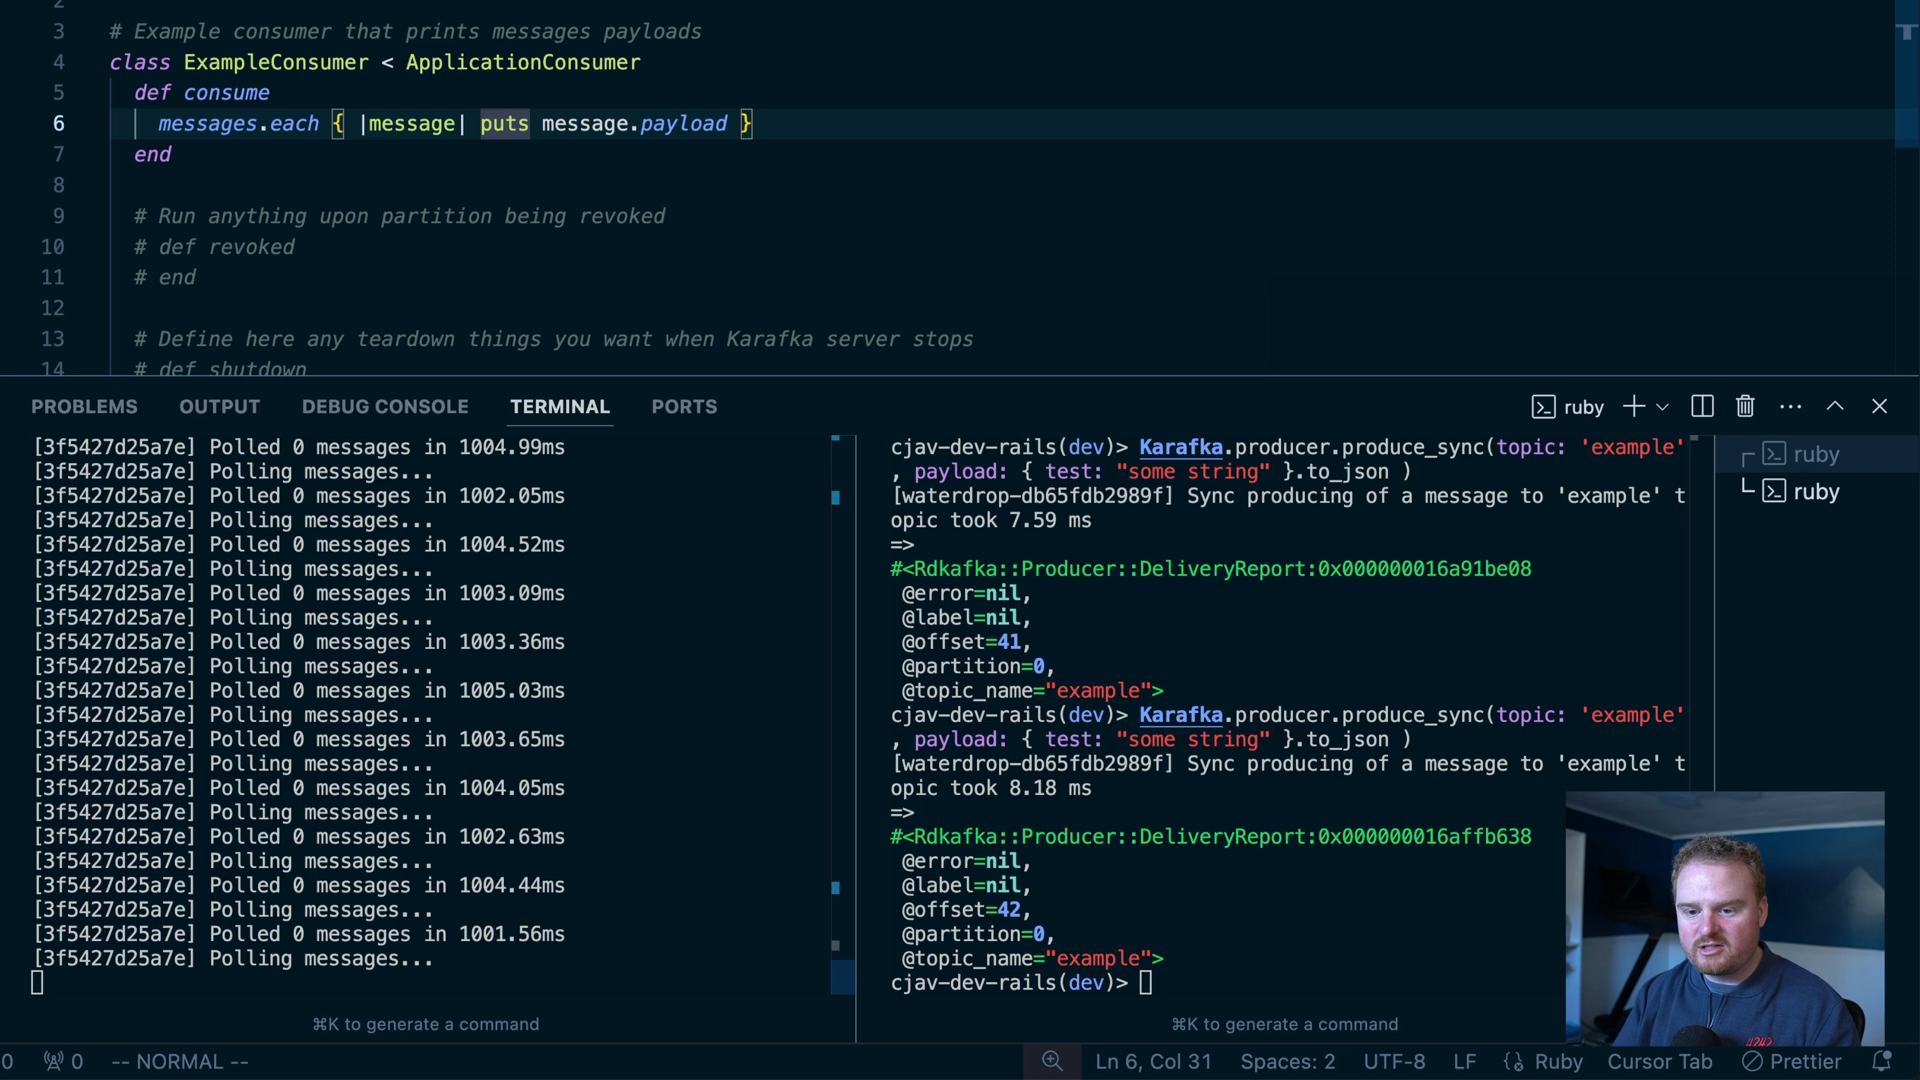 2
3 # Example consumer that prints messages payloads
4 class ExampleConsumer < ApplicationConsumer
5 def consume
6 messages.each { |message| puts message.payload }
7 end
8
9 # Run anything upon partition being revoked
10 # def revoked
11 # end
12
13 # Define here any teardown things you want when Karafka server stops
14 # def shutdown
PROBLEMS OUTPUT DEBUG CONSOLE TERMINAL PORTS ruby
[3f5427d25a7e] Polled 0 messages in 1004.99ms
[3f5427d25a7e] Polling messages...
[3f5427d25a7e] Polled 0 messages in 1002.05ms
[3f5427d25a7e] Polling messages...
[3f5427d25a7e] Polled 0 messages in 1004.52ms
[3f5427d25a7e] Polling messages...
[3f5427d25a7e] Polled 0 messages in 1003.09ms
[3f5427d25a7e] Polling messages...
[3f5427d25a7e] Polled 0 messages in 1003.36ms
[3f5427d25a7e] Polling messages...
[3f5427d25a7e] Polled 0 messages in 1005.03ms
[3f5427d25a7e] Polling messages...
[3f5427d25a7e] Polled 0 messages in 1003.65ms
[3f5427d25a7e] Polling messages...
[3f5427d25a7e] Polled 0 messages in 1004.05ms
[3f5427d25a7e] Polling messages...
[3f5427d25a7e] Polled 0 messages in 1002.63ms
[3f5427d25a7e] Polling messages...
[3f5427d25a7e] Polled 0 messages in 1004.44ms
[3f5427d25a7e] Polling messages...
[3f5427d25a7e] Polled 0 messages in 1001.56ms
[3f5427d25a7e] Polling messages...
⌘K to generate a command
cjav-dev-rails(dev)> Karafka.producer.produce_sync(topic: 'example'
, payload: { test: "some string" }.to_json )
[waterdrop-db65fdb2989f] Sync producing of a message to 'example' t
opic took 7.59 ms
=>
#<Rdkafka::Producer::DeliveryReport:0x000000016a91be08
@error=nil,
@label=nil,
@offset=41,
@partition=0,
@topic_name="example">
cjav-dev-rails(dev)> Karafka.producer.produce_sync(topic: 'example'
, payload: { test: "some string" }.to_json )
[waterdrop-db65fdb2989f] Sync producing of a message to 'example' t
opic took 8.18 ms
=>
#<Rdkafka::Producer::DeliveryReport:0x000000016affb638
@error=nil,
@label=nil,
@offset=42,
@partition=0,
@topic_name="example">
cjav-dev-rails(dev)>
⌘K to generate a command
ruby
ruby
0 0 -- NORMAL -- Ln 6, Col 31 Spaces: 2 UTF-8 LF Ruby Cursor Tab Prettier